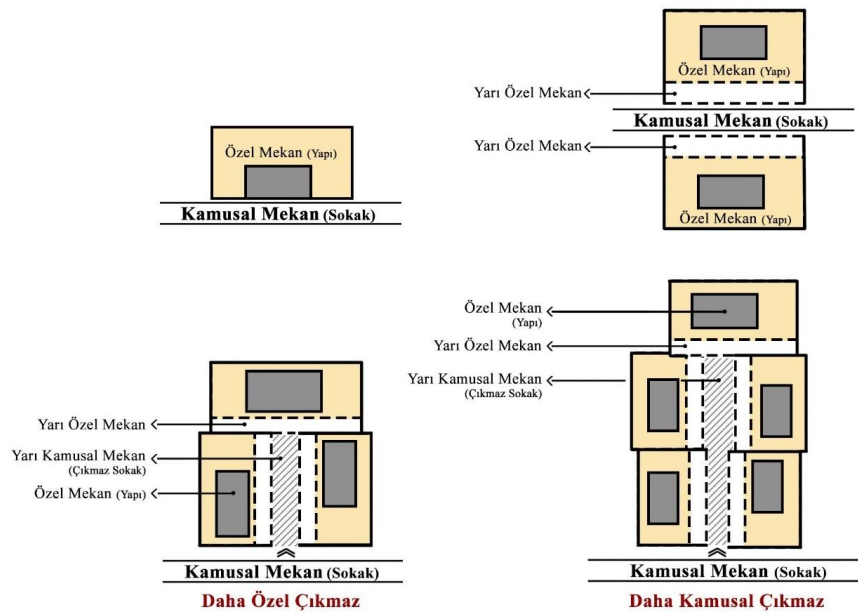 Özel Mekan (Yapı)
Kamusal Mekan (Sokak)
Özel Mekan (Yapı)
Yarı Özel Mekan
Kamusal Mekan (Sokak)
Yarı Özel Mekan
Özel Mekan (Yapı)
Yarı Özel Mekan
Yarı Kamusal Mekan
(Çıkmaz Sokak)
Özel Mekan (Yapı)
Kamusal Mekan (Sokak)
Daha Özel Çıkmaz
Özel Mekan
(Yapı)
Yarı Özel Mekan
Yarı Kamusal Mekan
(Çıkmaz Sokak)
Kamusal Mekan (Sokak)
Daha Kamusal Çıkmaz